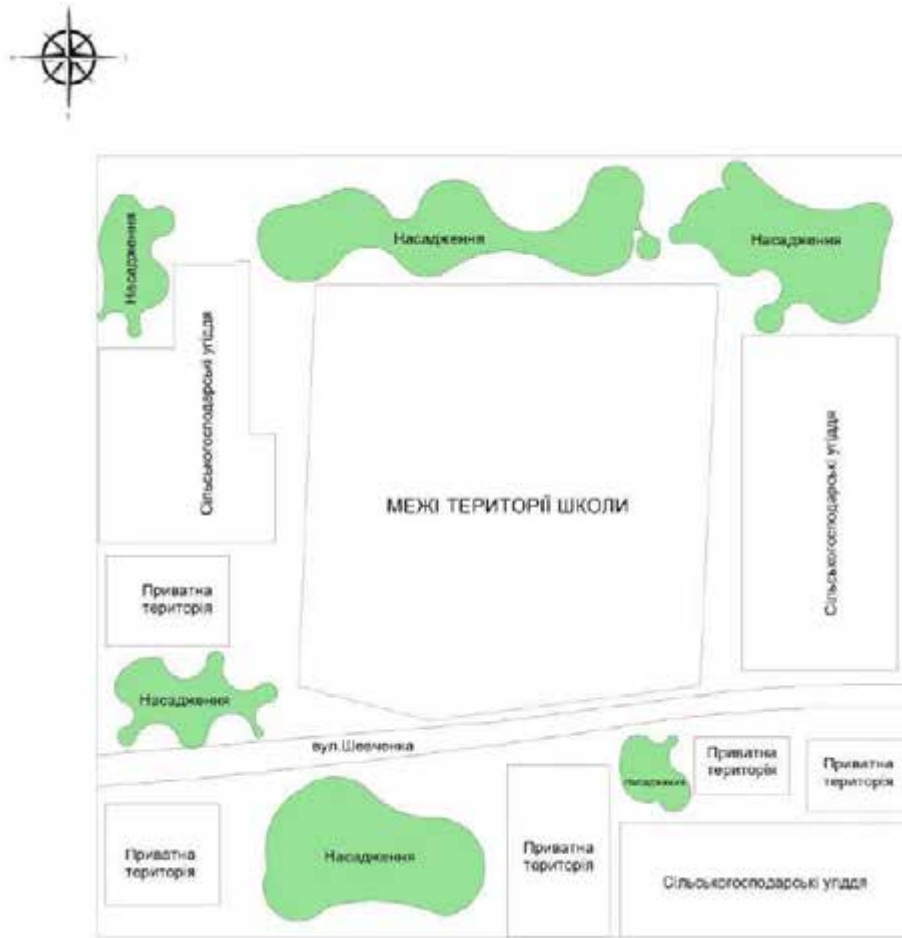 Насадження
Насадження
Насадження
Сільськогосподарські угіддя
МЕЖІ ТЕРИТОРІЇ ШКОЛИ
Сільськогосподарські угіддя
Приватна
територія
Насадження
вул.Шевченка
Насадження
Приватна
територія
Приватна
територія
Приватна
територія
Насадження
Приватна
територія
Сільськогосподарські угіддя